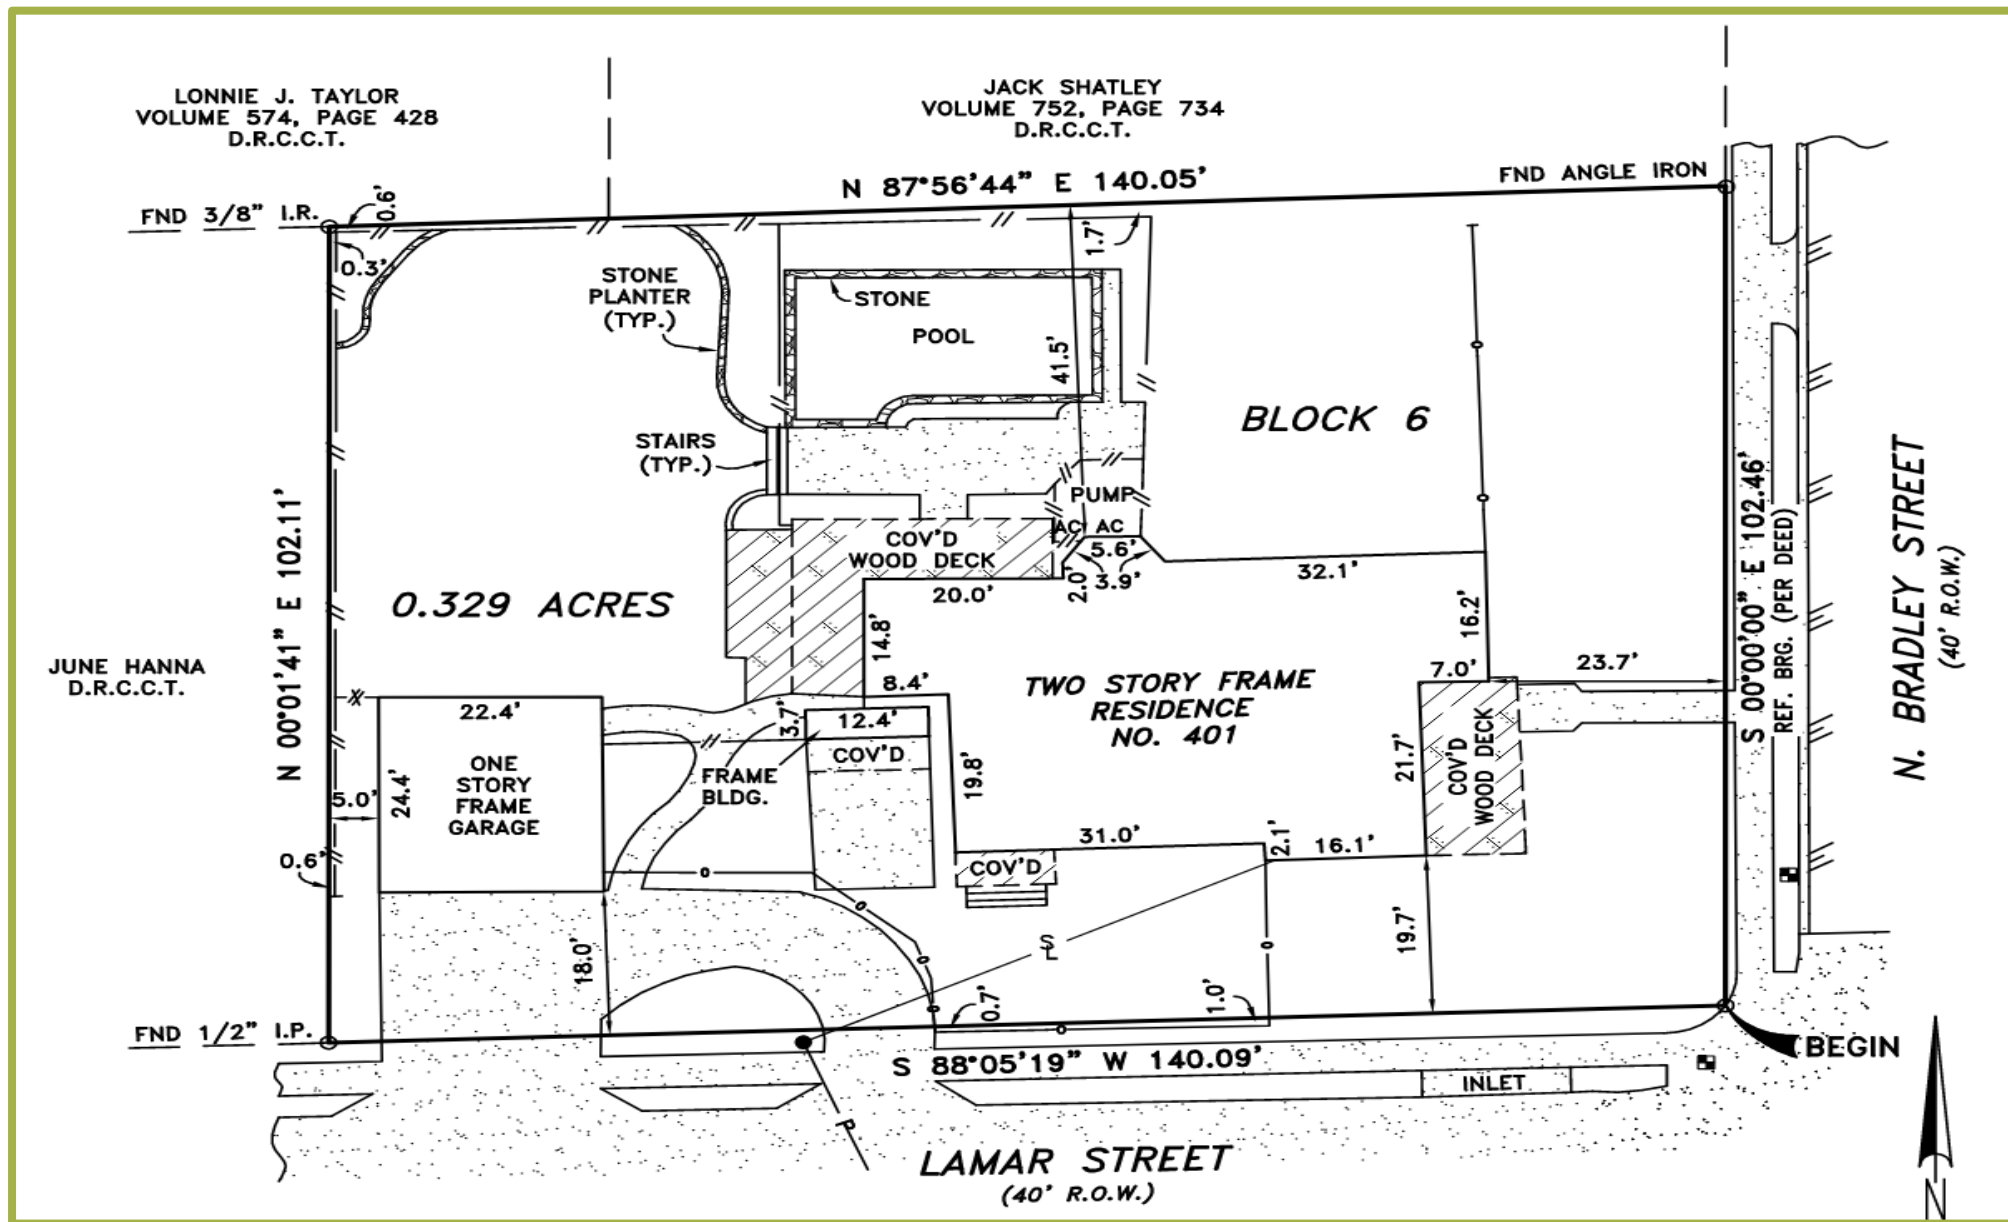 LONNIE J. TAYLOR
VOLUME 574, PAGE 428
D.R.C.C.T.
JACK SHATLEY
VOLUME 752, PAGE 734
D.R.C.C.T.
N 87°56'44" E 140.05'
FND ANGLE IRON
FND 3/8" I.R.
0.6'
0.3'
1.7'
STONE
PLANTER
(TYP.)
STONE
POOL
41.5'
BLOCK 6
STAIRS
(TYP.)
PUMP
AC
AC
COV'D
WOOD DECK
5.6'
3.9'
2.0'
32.1'
20.0'
N 00°01'41" E 102.11'
0.329 ACRES
14.8'
16.2'
S 00°00'00" E 102.46'
REF. BRG. (PER DEED)
N. BRADLEY STREET
(40' R.O.W.)
JUNE HANNA
D.R.C.C.T.
8.4'
TWO STORY FRAME
RESIDENCE
NO. 401
7.0'
23.7'
22.4'
3.7'
12.4'
COV'D
ONE
STORY
FRAME
GARAGE
24.4'
5.0'
FRAME
BLDG.
19.8'
21.7'
COV'D
WOOD DECK
0.6'
31.0'
2.1'
16.1'
COV'D
18.0'
SL
19.7'
0.7'
1.0'
FND 1/2" I.P.
S 88°05'19" W 140.09'
BEGIN
INLET
P
LAMAR STREET
(40' R.O.W.)
N